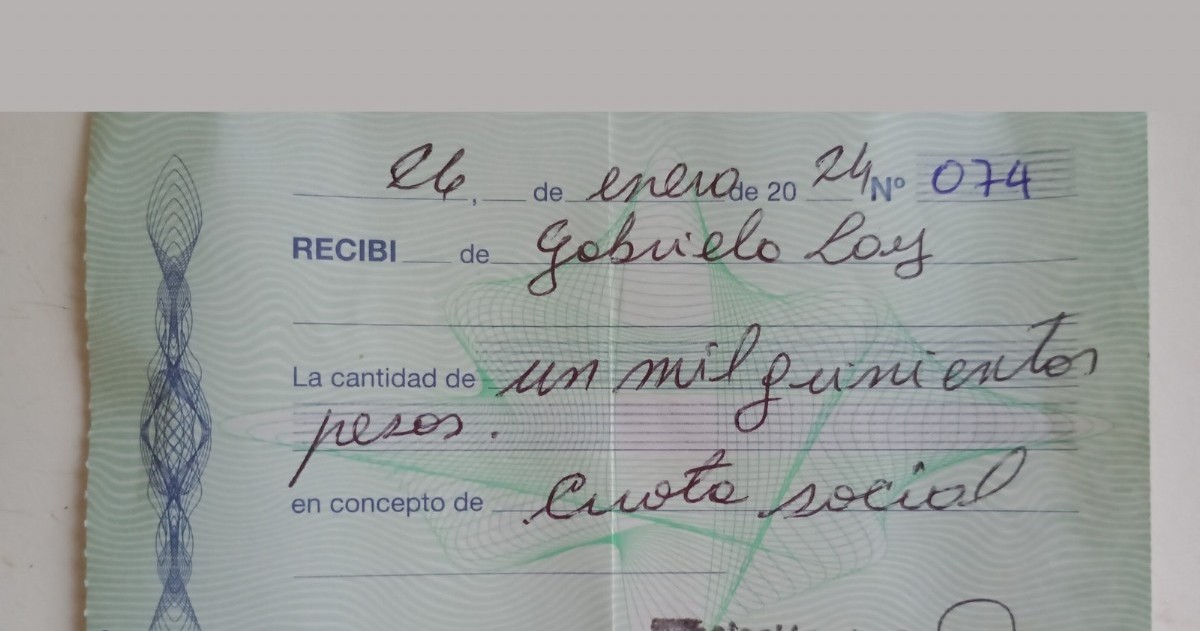 26, de enero de 2024 Nº 074
RECIBI de Gabriela Loy
La cantidad de un mil quinientos
pesos.
en concepto de Cuota social